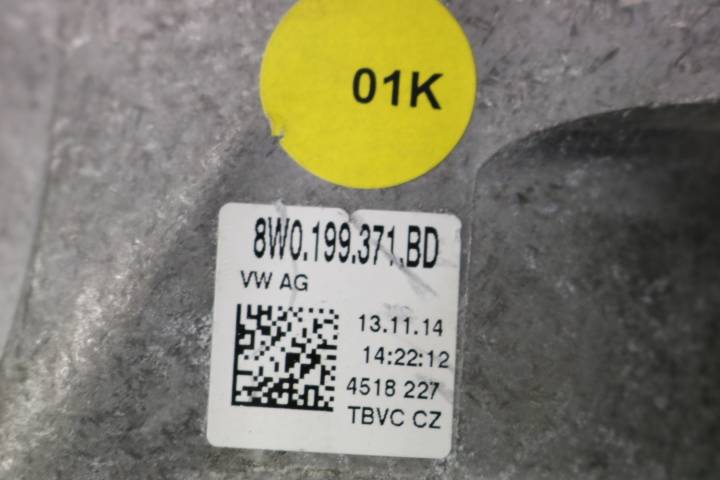 01K
8W0.199.371.BD
VW AG
13.11.14
14:22:12
4518 227
TBVC CZ